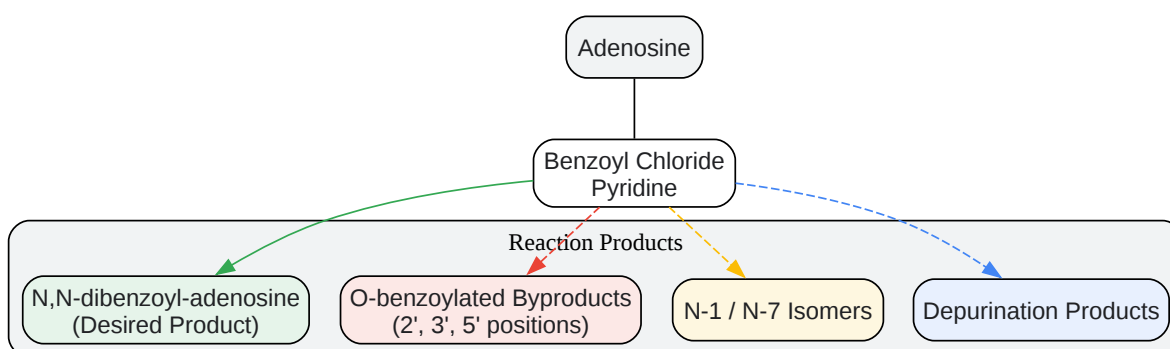 Adenosine
Benzoyl Chloride
Pyridine
Reaction Products
N,N-dibenzoyl-adenosine
(Desired Product)
O-benzoylated Byproducts
(2', 3', 5' positions)
N-1 / N-7 Isomers
Depurination Products